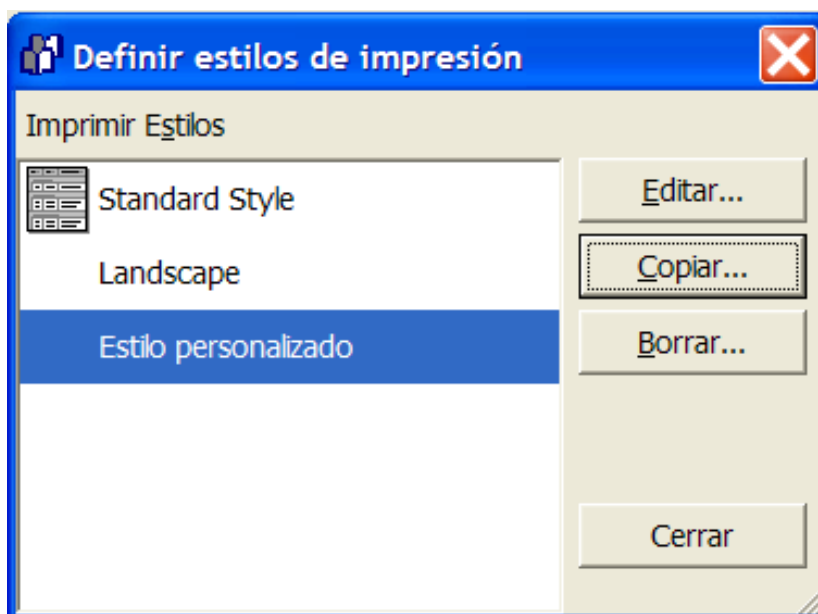 Definir estilos de impresión
Imprimir Estilos
Standard Style
Landscape
Estilo personalizado
Editar...
Copiar...
Borrar...
Cerrar